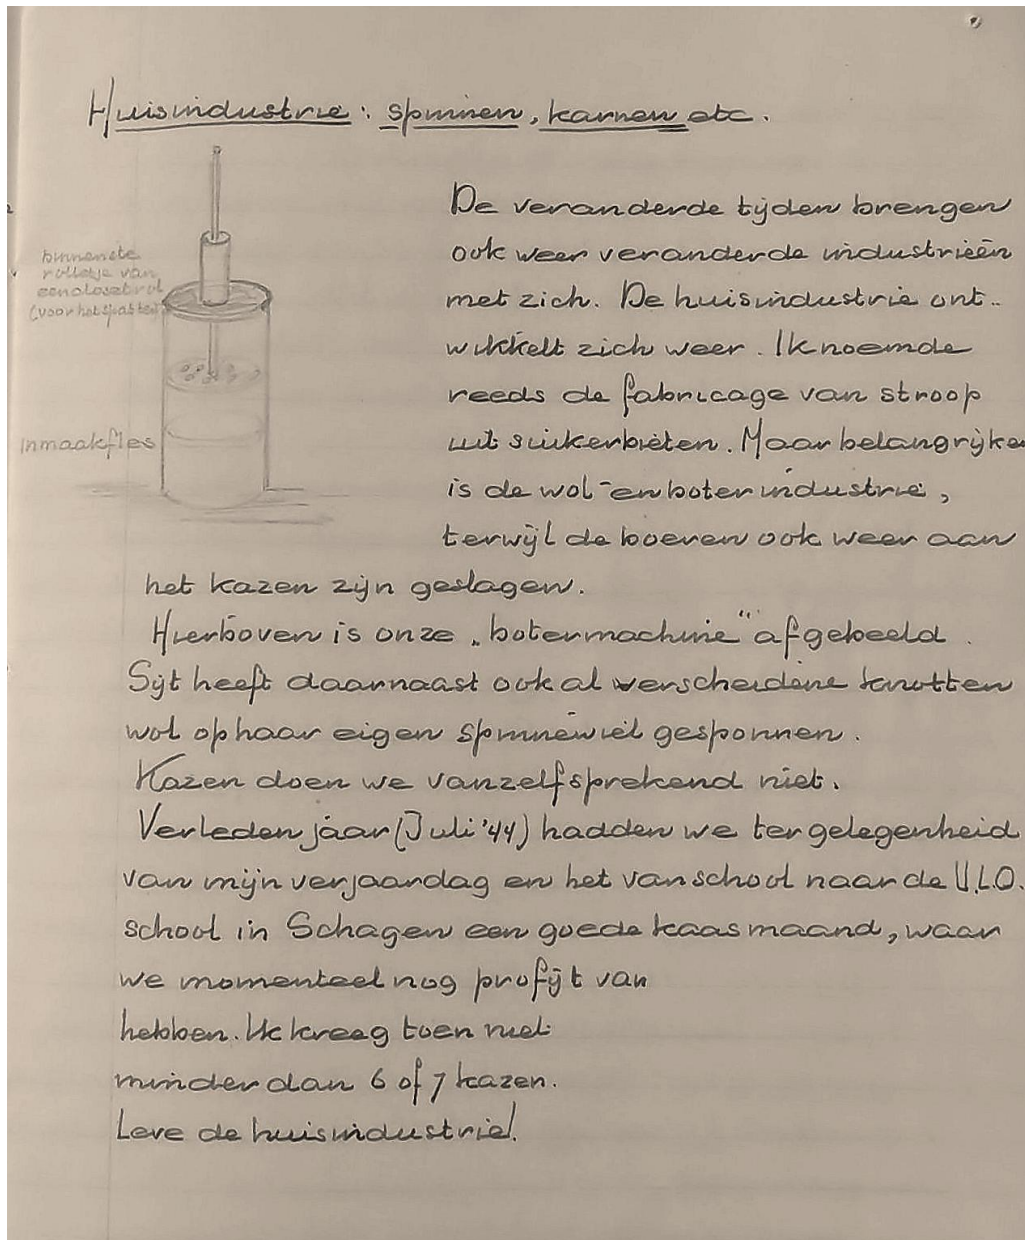 Huisindustrie: spinnen, karnen etc.
binnenste
rolletje van
een closetrol
(voor het spatten)
inmaakfles
De veranderde tijden brengen
ook weer veranderde industrieën
met zich. De huisindustrie ont-
wikkelt zich weer. Ik noemde
reeds de fabricage van stroop
uit suikerbieten. Maar belangrijker
is de wol- en boterindustrie,
terwijl de boeren ook weer aan
het kazen zijn geslagen.
Hierboven is onze „botermachine" afgebeeld.
Sijt heeft daarnaast ook al verscheidene knotten
wol op haar eigen spinnewiel gesponnen.
Kazen doen we vanzelfsprekend niet.
Verleden jaar (Juli '44) hadden we ter gelegenheid
van mijn verjaardag en het van school naar de U.L.O.
school in Schagen een goede kaasmaand, waar
we momenteel nog profijt van
hebben. Ik kreeg toen niet
minder dan 6 of 7 kazen.
Leve de huisindustrie!